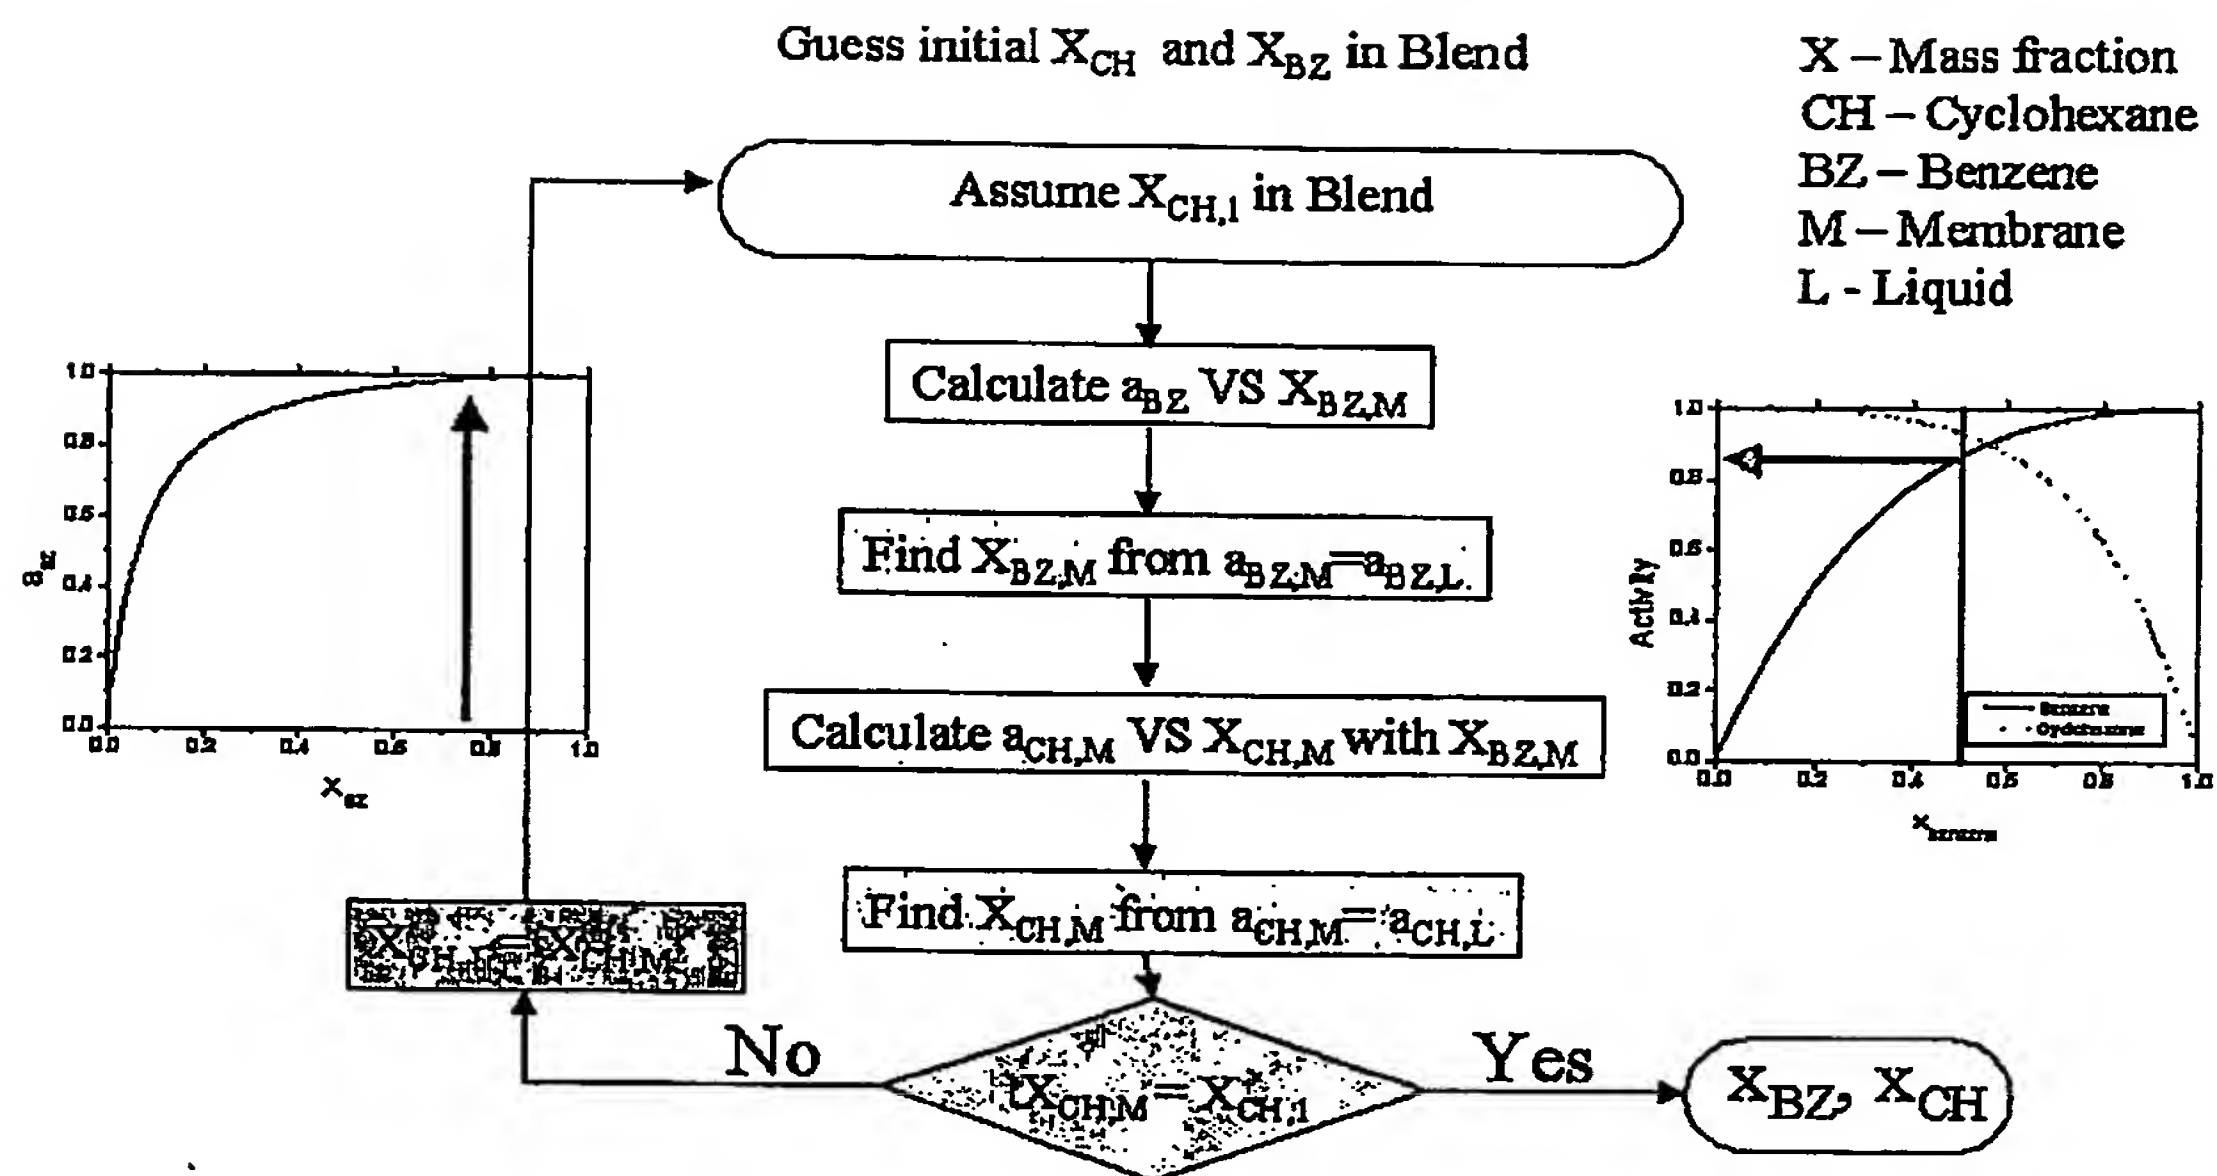 Guess initial X_CH and X_BZ in Blend
X – Mass fraction
CH – Cyclohexane
BZ – Benzene
M – Membrane
L - Liquid
Assume X_CH,1 in Blend
Calculate a_BZ VS X_BZ,M
Find X_BZ,M from a_BZ,M=a_BZ,L
Calculate a_CH,M VS X_CH,M with X_BZ,M
Find X_CH,M from a_CH,M= a_CH,L
X_CH,M = X_CH,1
No
Yes
X_BZ, X_CH
1.0
0.8
0.6
0.4
0.2
0.0
0.0 0.2 0.4 0.6 0.8 1.0
a_BZ
X_BZ
1.0
0.8
0.6
0.4
0.2
0.0
0.0 0.2 0.4 0.6 0.8 1.0
Activity
X_benzene
Benzene
Cyclohexane